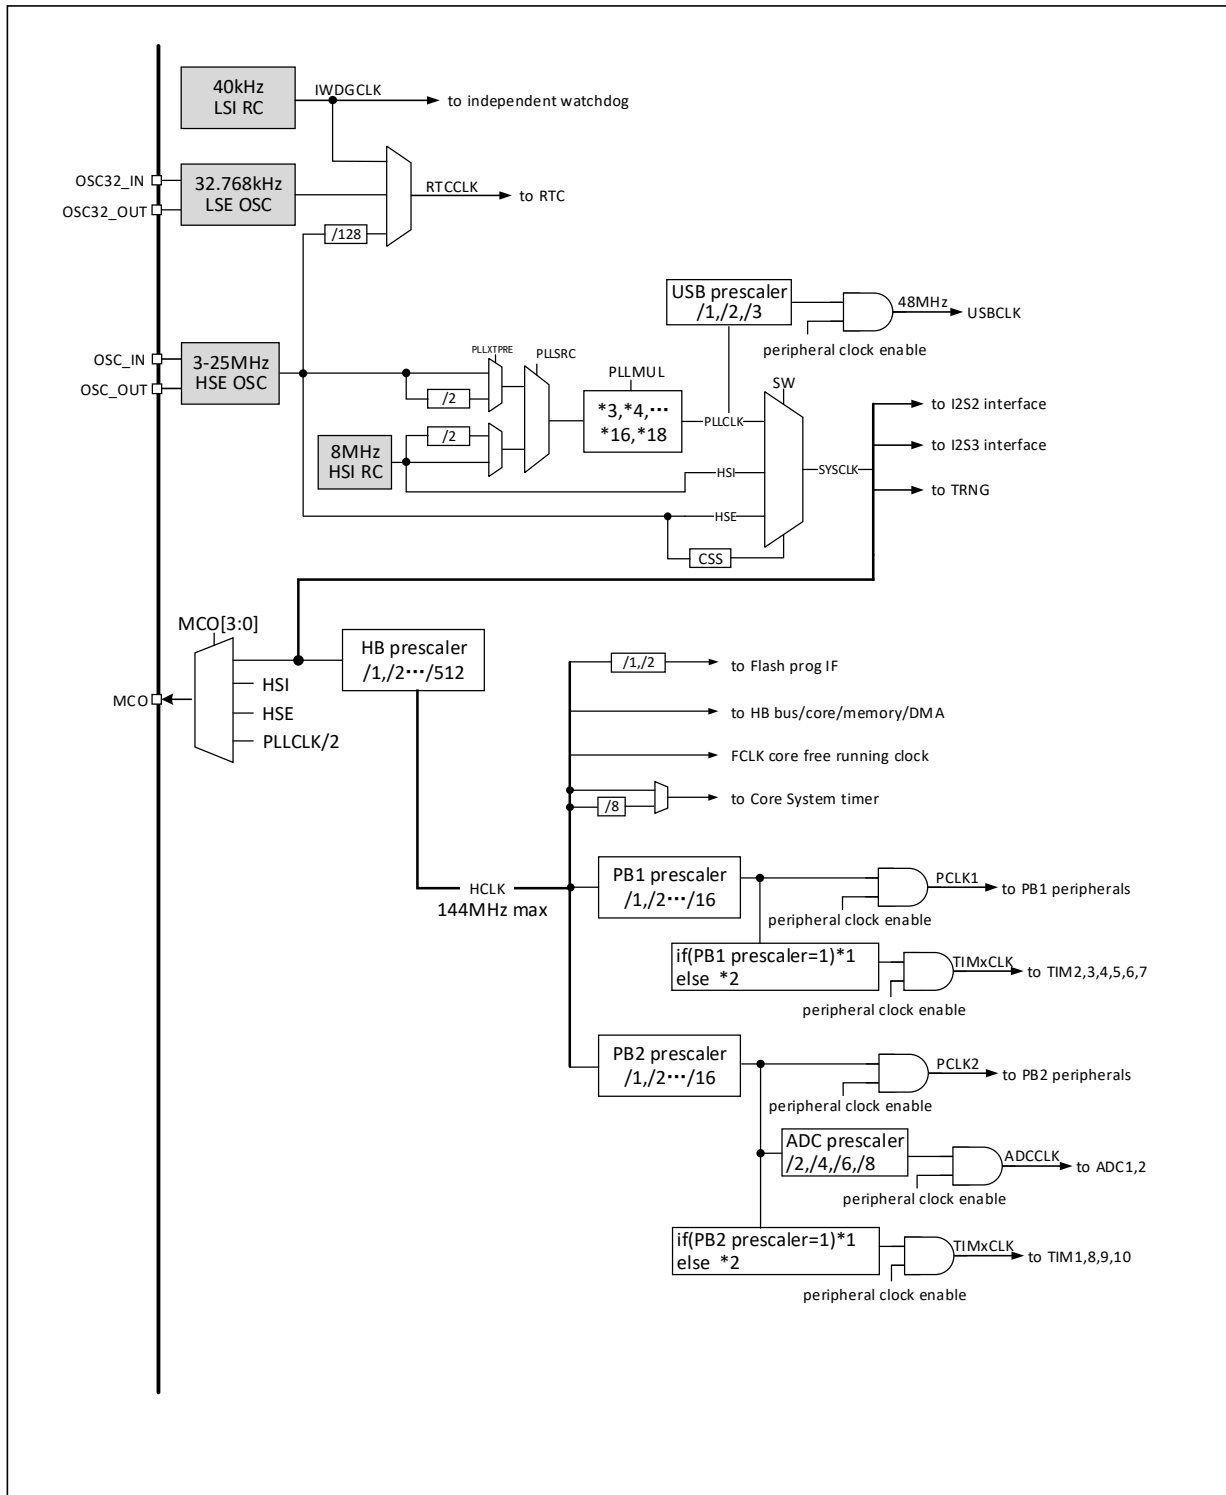 40kHz
LSI RC
IWDGCLK
to independent watchdog
OSC32_IN
OSC32_OUT
32.768kHz
LSE OSC
RTCCLK
to RTC
/128
USB prescaler
/1,/2,/3
48MHz
USBCLK
peripheral clock enable
OSC_IN
OSC_OUT
3-25MHz
HSE OSC
PLLXTPRE
PLLSRC
PLLMUL
SW
/2
*3,*4,···
*16,*18
PLLCLK
to I2S2 interface
/2
8MHz
HSI RC
HSI
SYSCLK
to I2S3 interface
to TRNG
HSE
CSS
MCO[3:0]
HSI
HSE
PLLCLK/2
MCO
HB prescaler
/1,/2···/512
/1,/2
to Flash prog IF
to HB bus/core/memory/DMA
FCLK core free running clock
/8
to Core System timer
HCLK
144MHz max
PB1 prescaler
/1,/2···/16
PCLK1
to PB1 peripherals
peripheral clock enable
if(PB1 prescaler=1)*1
else *2
TIMxCLK
to TIM2,3,4,5,6,7
peripheral clock enable
PB2 prescaler
/1,/2···/16
PCLK2
to PB2 peripherals
peripheral clock enable
ADC prescaler
/2,/4,/6,/8
ADCCLK
to ADC1,2
peripheral clock enable
if(PB2 prescaler=1)*1
else *2
TIMxCLK
to TIM1,8,9,10
peripheral clock enable